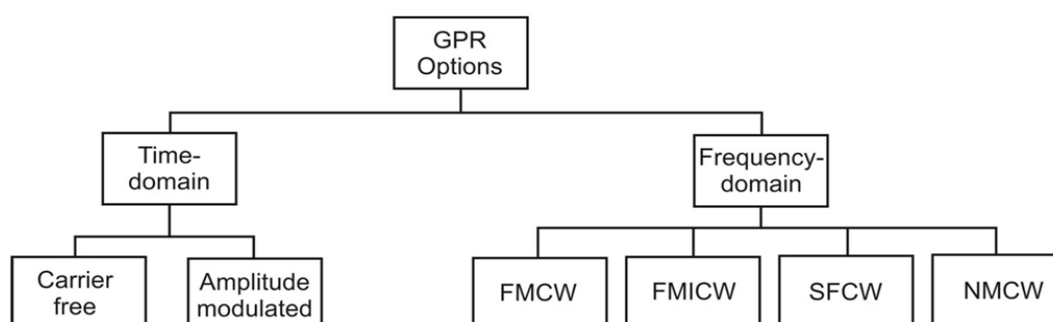 GPR
Options
Time-
domain
Frequency-
domain
Carrier
free
Amplitude
modulated
FMCW
FMICW
SFCW
NMCW